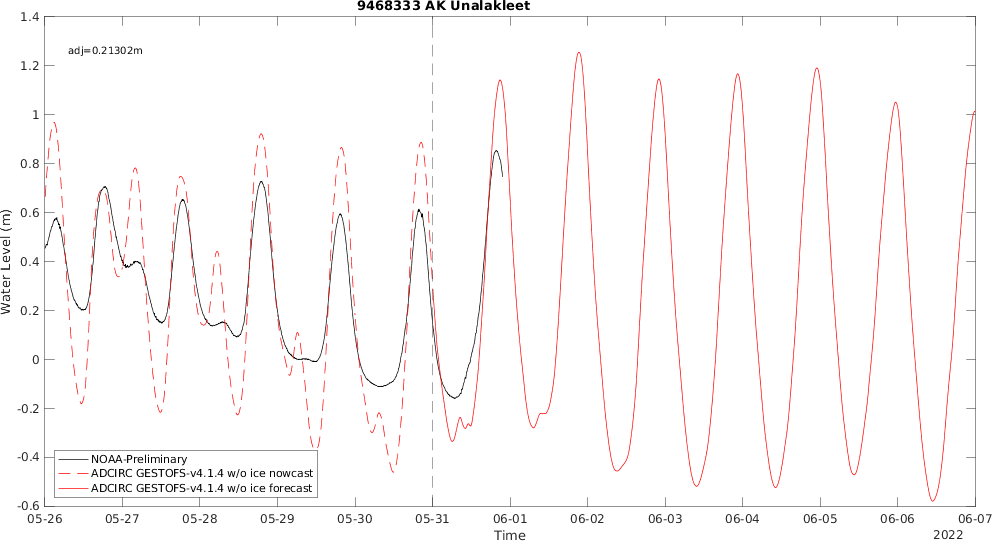 9468333 AK Unalakleet
adj=0.21302m
Water Level (m)
1.4
1.2
1
0.8
0.6
0.4
0.2
0
-0.2
-0.4
-0.6
NOAA-Preliminary
ADCIRC GESTOFS-v4.1.4 w/o ice nowcast
ADCIRC GESTOFS-v4.1.4 w/o ice forecast
05-26 05-27 05-28 05-29 05-30 05-31 06-01 06-02 06-03 06-04 06-05 06-06 06-07
Time
2022